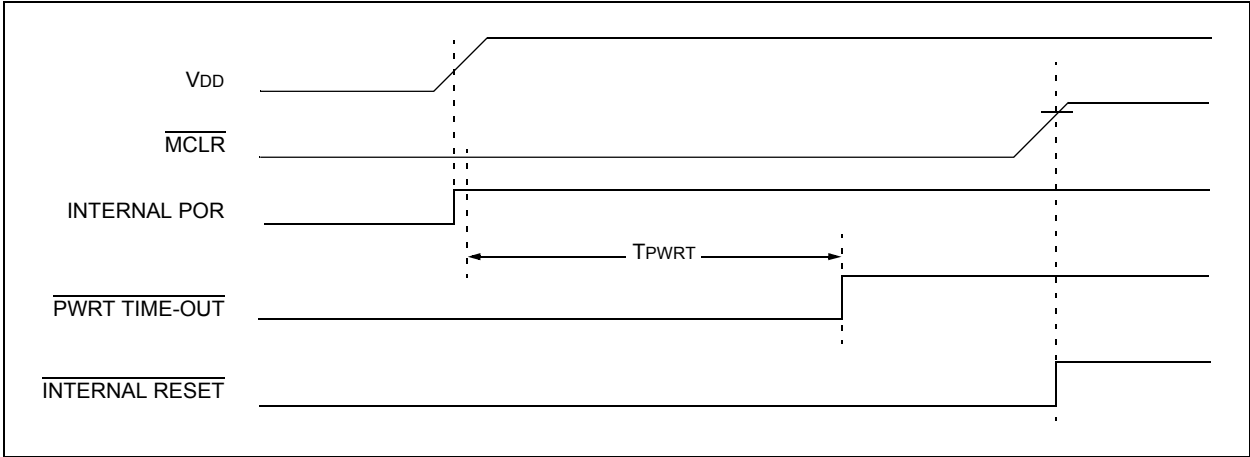 VDD
MCLR
INTERNAL POR
TPWRT
PWRT TIME-OUT
INTERNAL RESET